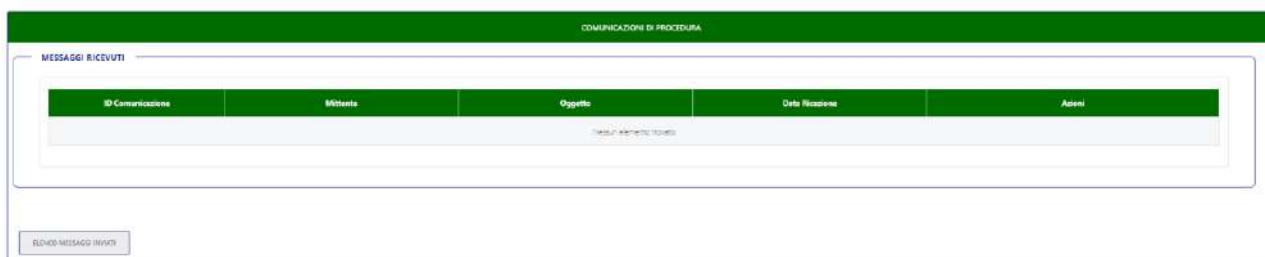 COMUNICAZIONI DI PROCEDURA
MESSAGGI RICEVUTI
ID Comunicazione Mittente Oggetto Data Ricezione Azioni
Nessun elemento trovato
ELENCO MESSAGGI INVIATI